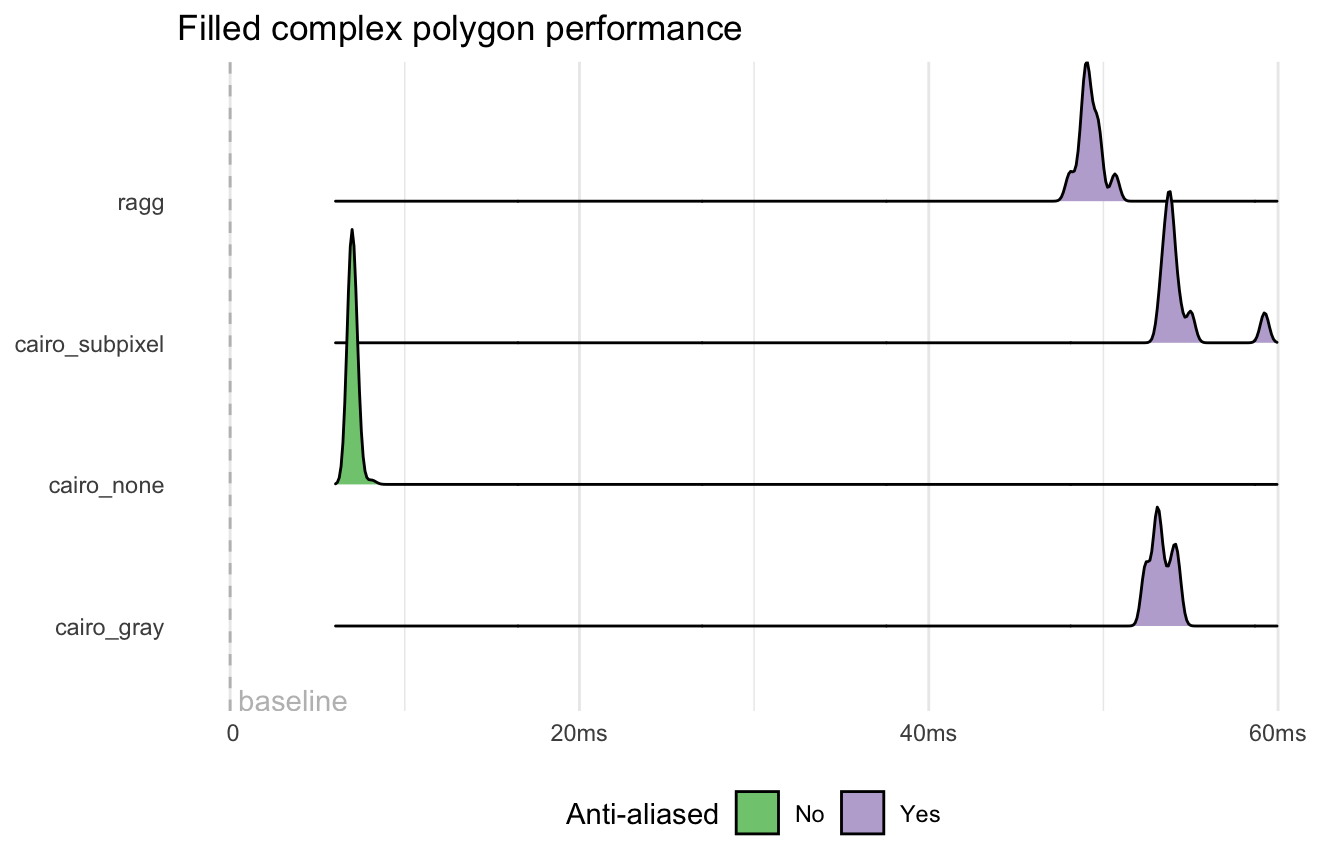 Filled complex polygon performance
ragg
cairo_subpixel
cairo_none
cairo_gray
baseline
0 20ms 40ms 60ms
Anti-aliased No Yes